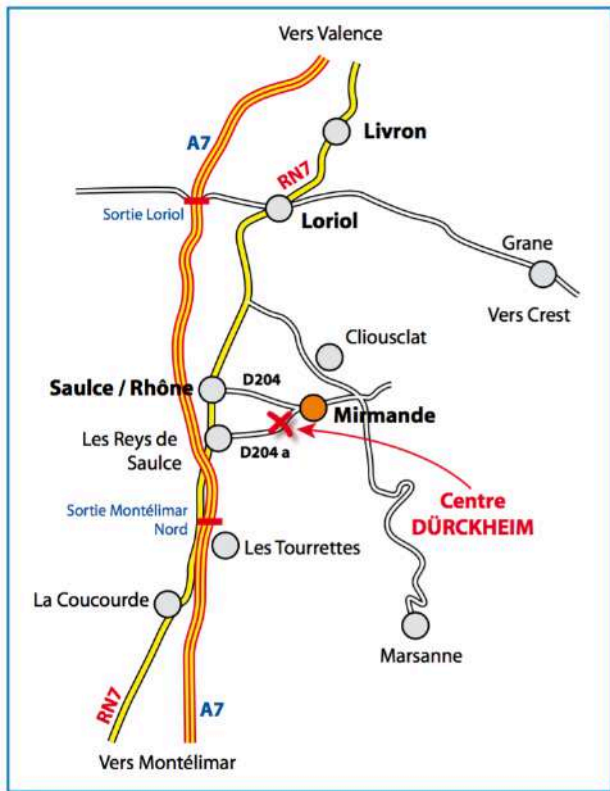 Vers Valence
Livron
A7
RN7
Sortie Loriol
Loriol
Grane
Vers Crest
Cliousclat
Saulce / Rhône
D204
Mirmande
Les Reys de
Saulce
D204 a
Centre
DÜRCKHEIM
Sortie Montélimar
Nord
Les Tourrettes
La Coucourde
Marsanne
RN7
A7
Vers Montélimar